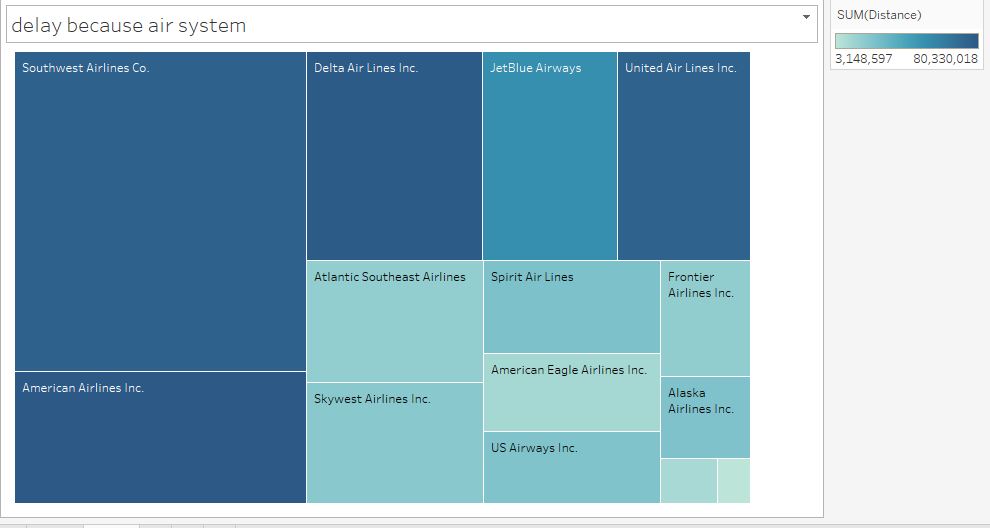 delay because air system
SUM(Distance)
3,148,597 80,330,018
Southwest Airlines Co.
Delta Air Lines Inc.
JetBlue Airways
United Air Lines Inc.
Atlantic Southeast Airlines
Spirit Air Lines
Frontier
Airlines Inc.
American Eagle Airlines Inc.
American Airlines Inc.
Skywest Airlines Inc.
Alaska
Airlines Inc.
US Airways Inc.